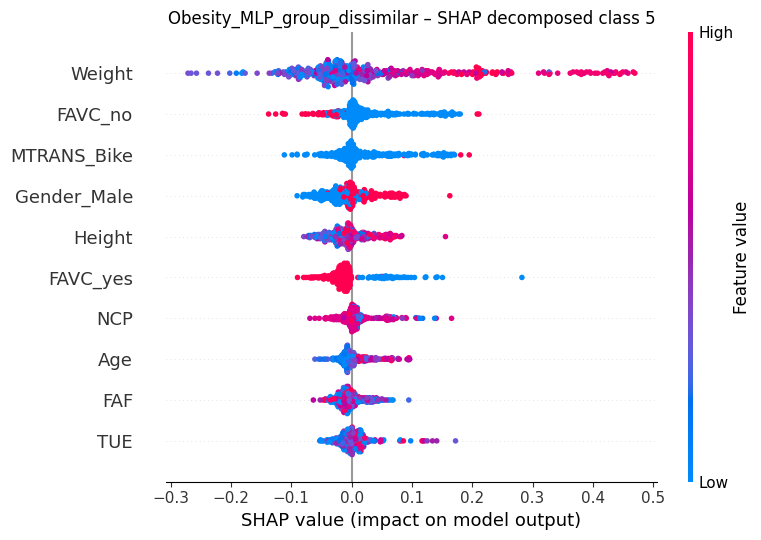 Obesity_MLP_group_dissimilar – SHAP decomposed class 5
High
Weight
FAVC_no
MTRANS_Bike
Gender_Male
Height
FAVC_yes
NCP
Age
FAF
TUE
Feature value
Low
−0.3 −0.2 −0.1 0.0 0.1 0.2 0.3 0.4 0.5
SHAP value (impact on model output)